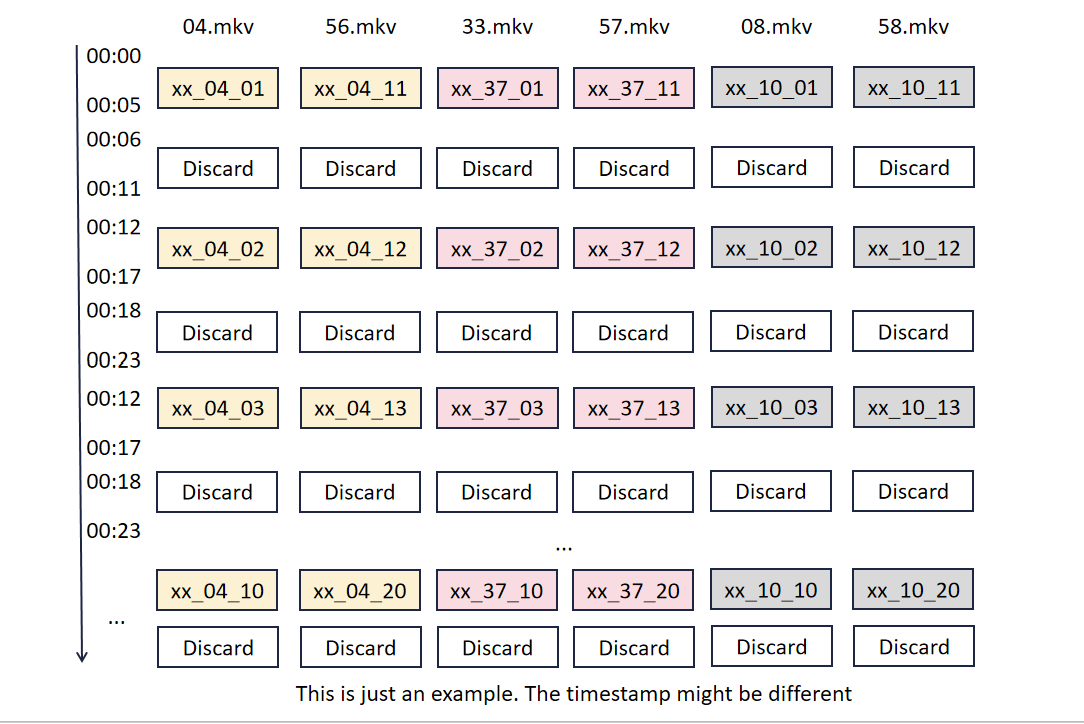 04.mkv 56.mkv 33.mkv 57.mkv 08.mkv 58.mkv
00:00
xx_04_01 xx_04_11 xx_37_01 xx_37_11 xx_10_01 xx_10_11
00:05
00:06
Discard Discard Discard Discard Discard Discard
00:11
00:12
xx_04_02 xx_04_12 xx_37_02 xx_37_12 xx_10_02 xx_10_12
00:17
00:18
Discard Discard Discard Discard Discard Discard
00:23
00:12
xx_04_03 xx_04_13 xx_37_03 xx_37_13 xx_10_03 xx_10_13
00:17
00:18
Discard Discard Discard Discard Discard Discard
00:23
...
xx_04_10 xx_04_20 xx_37_10 xx_37_20 xx_10_10 xx_10_20
...
Discard Discard Discard Discard Discard Discard
This is just an example. The timestamp might be different